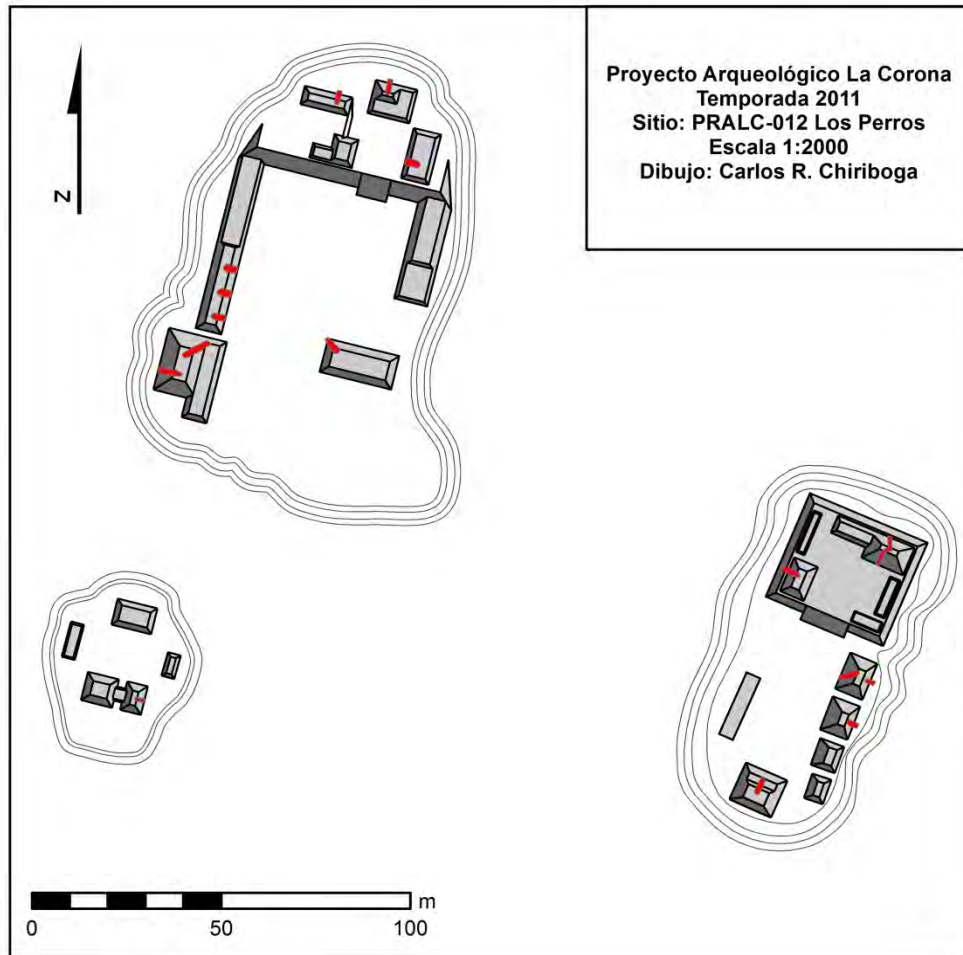 Proyecto Arqueológico La Corona
Temporada 2011
Sitio: PRALC-012 Los Perros
Escala 1:2000
Dibujo: Carlos R. Chiriboga
N
m
0 50 100